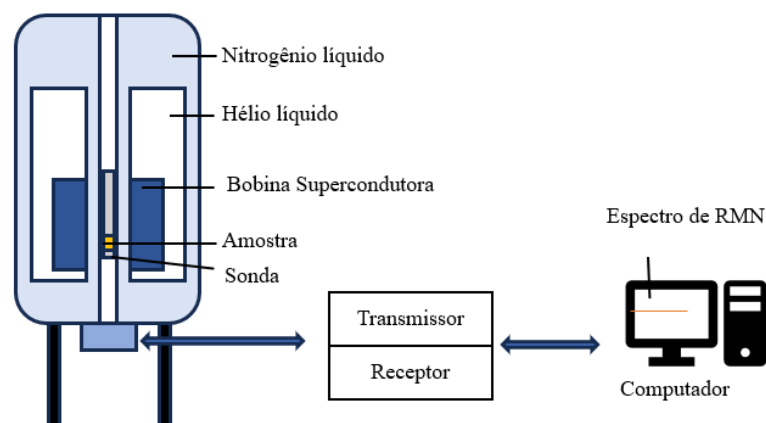 Nitrogênio líquido
Hélio líquido
Bobina Supercondutora
Amostra
Sonda
Espectro de RMN
Transmissor
Receptor
Computador